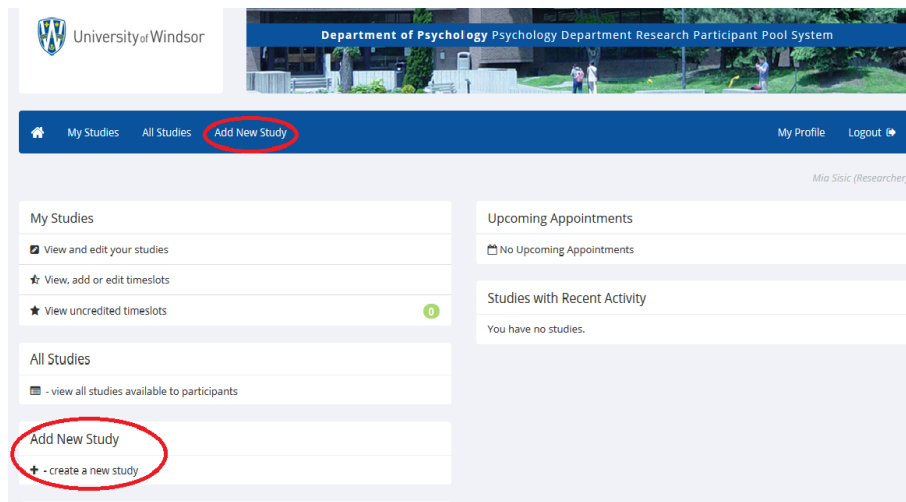 University of Windsor
Department of Psychology Psychology Department Research Participant Pool System
My Studies All Studies Add New Study My Profile Logout
Mia Sisic (Researcher)
My Studies
View and edit your studies
View, add or edit timeslots
View uncredited timeslots 0
All Studies
- view all studies available to participants
Add New Study
- create a new study
Upcoming Appointments
No Upcoming Appointments
Studies with Recent Activity
You have no studies.